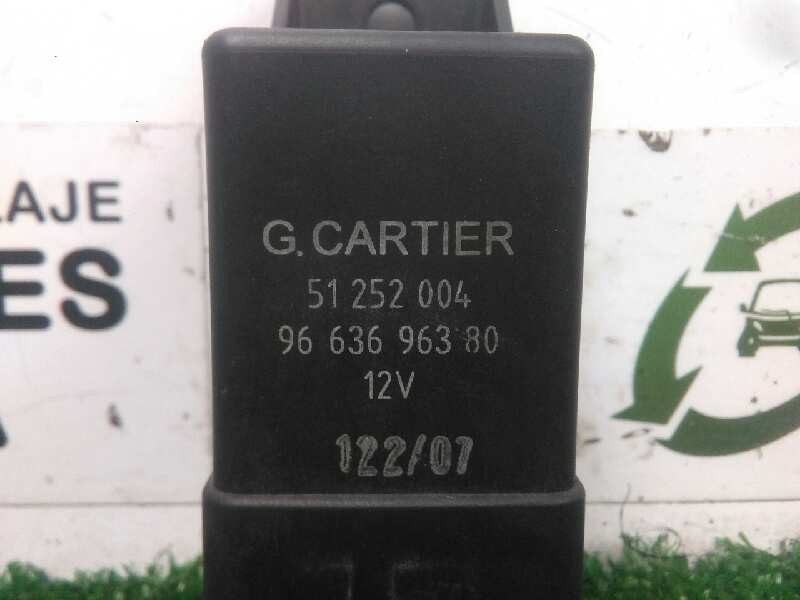 LAJE
ES
G. CARTIER
51 252 004
96 636 963 80
12V
122/07